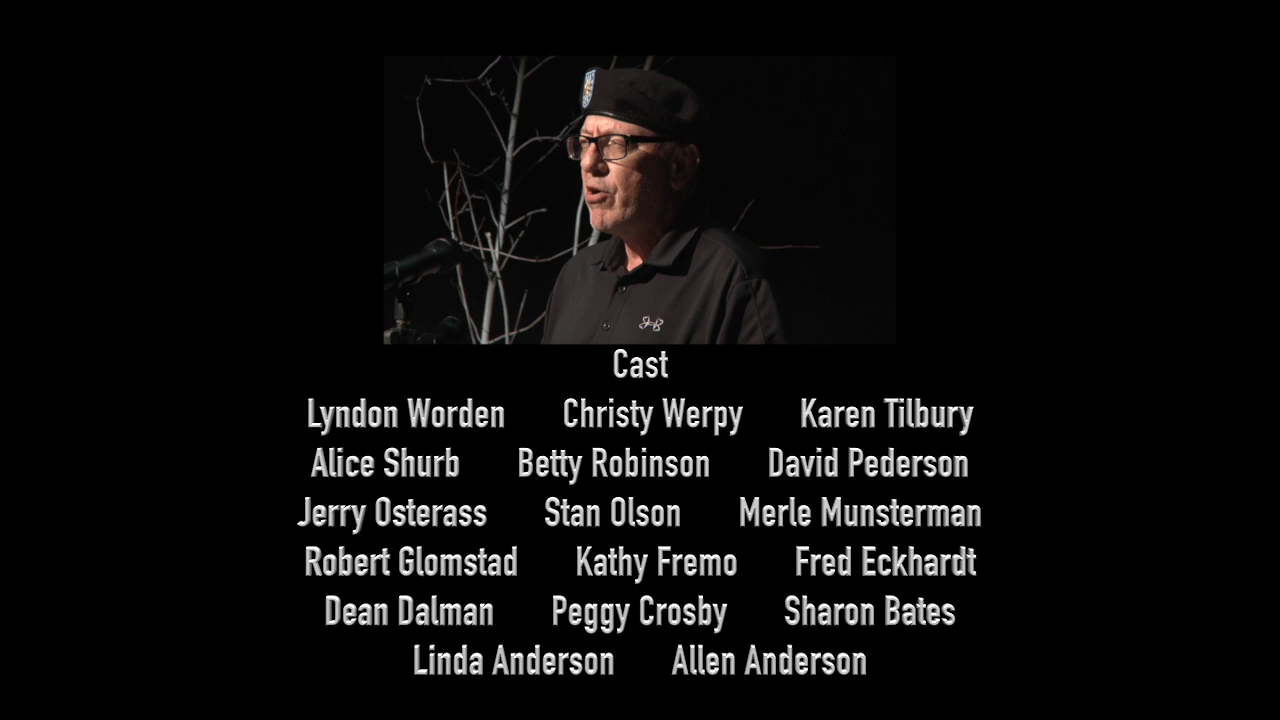 Cast
Lyndon Worden Christy Werpy Karen Tilbury
Alice Shurb Betty Robinson David Pederson
Jerry Osterass Stan Olson Merle Munsterman
Robert Glomstad Kathy Fremo Fred Eckhardt
Dean Dalman Peggy Crosby Sharon Bates
Linda Anderson Allen Anderson